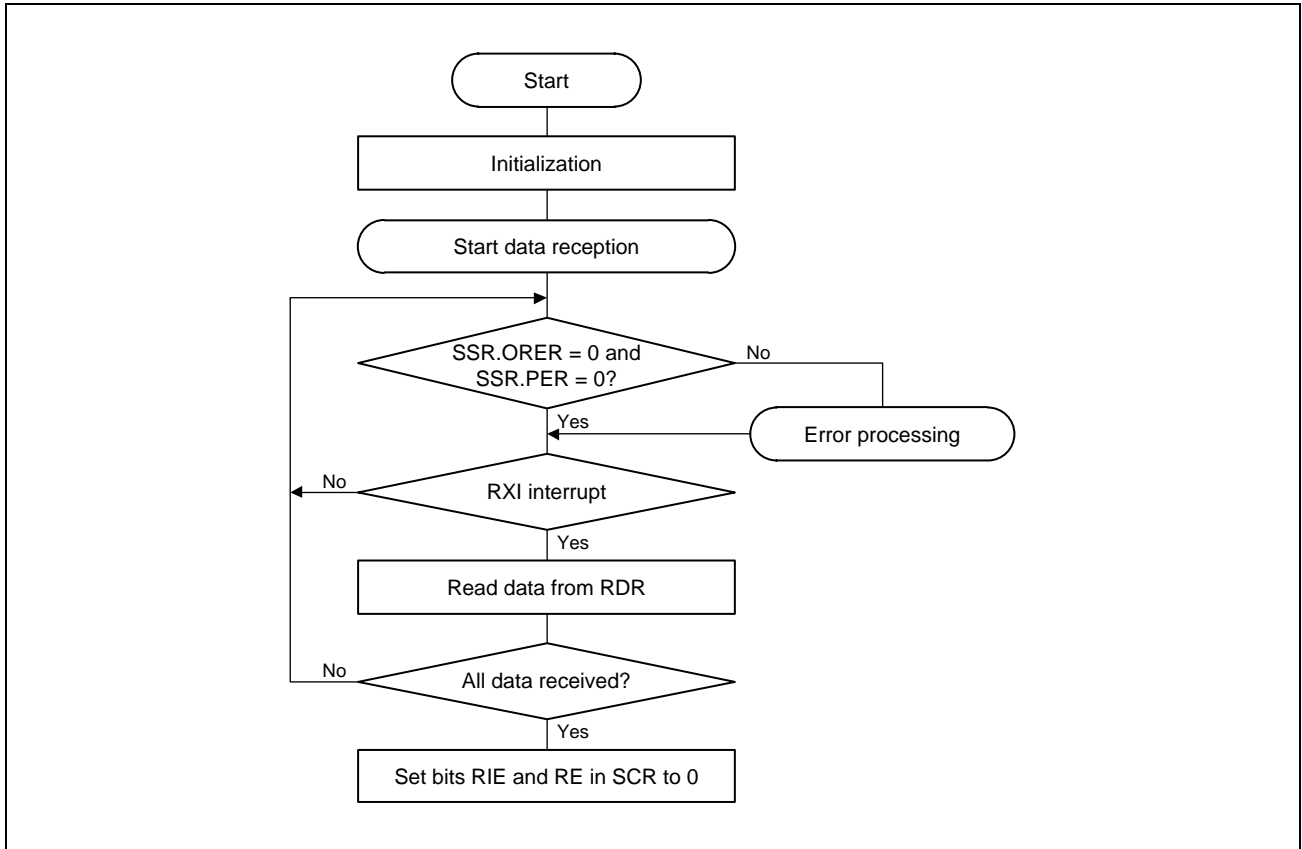 Start
Initialization
Start data reception
SSR.ORER = 0 and
SSR.PER = 0?
No
Yes
Error processing
No
RXI interrupt
Yes
Read data from RDR
No
All data received?
Yes
Set bits RIE and RE in SCR to 0